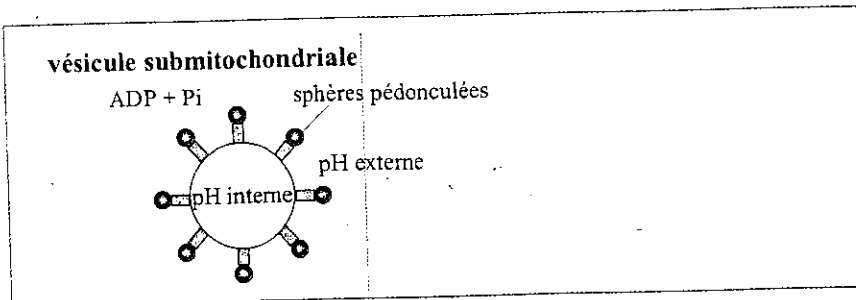 vésicule submitochondriale
ADP + Pi
sphères pédonculées
pH externe
pH interne